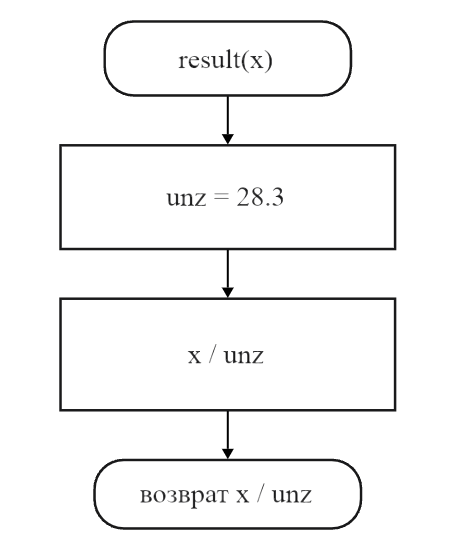 result(x)
unz = 28.3
x / unz
возврат x / unz